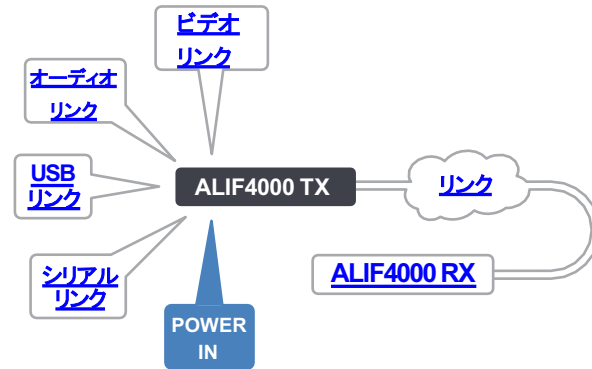 ビデオ
リンク
オーディオ
リンク
USB
リンク
ALIF4000 TX
リンク
シリアル
リンク
ALIF4000 RX
POWER
IN